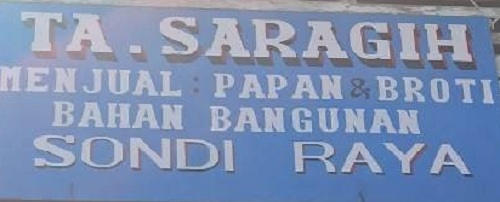 TA. SARAGIH
MENJUAL: PAPAN & BROTI
BAHAN BANGUNAN
SONDI RAYA